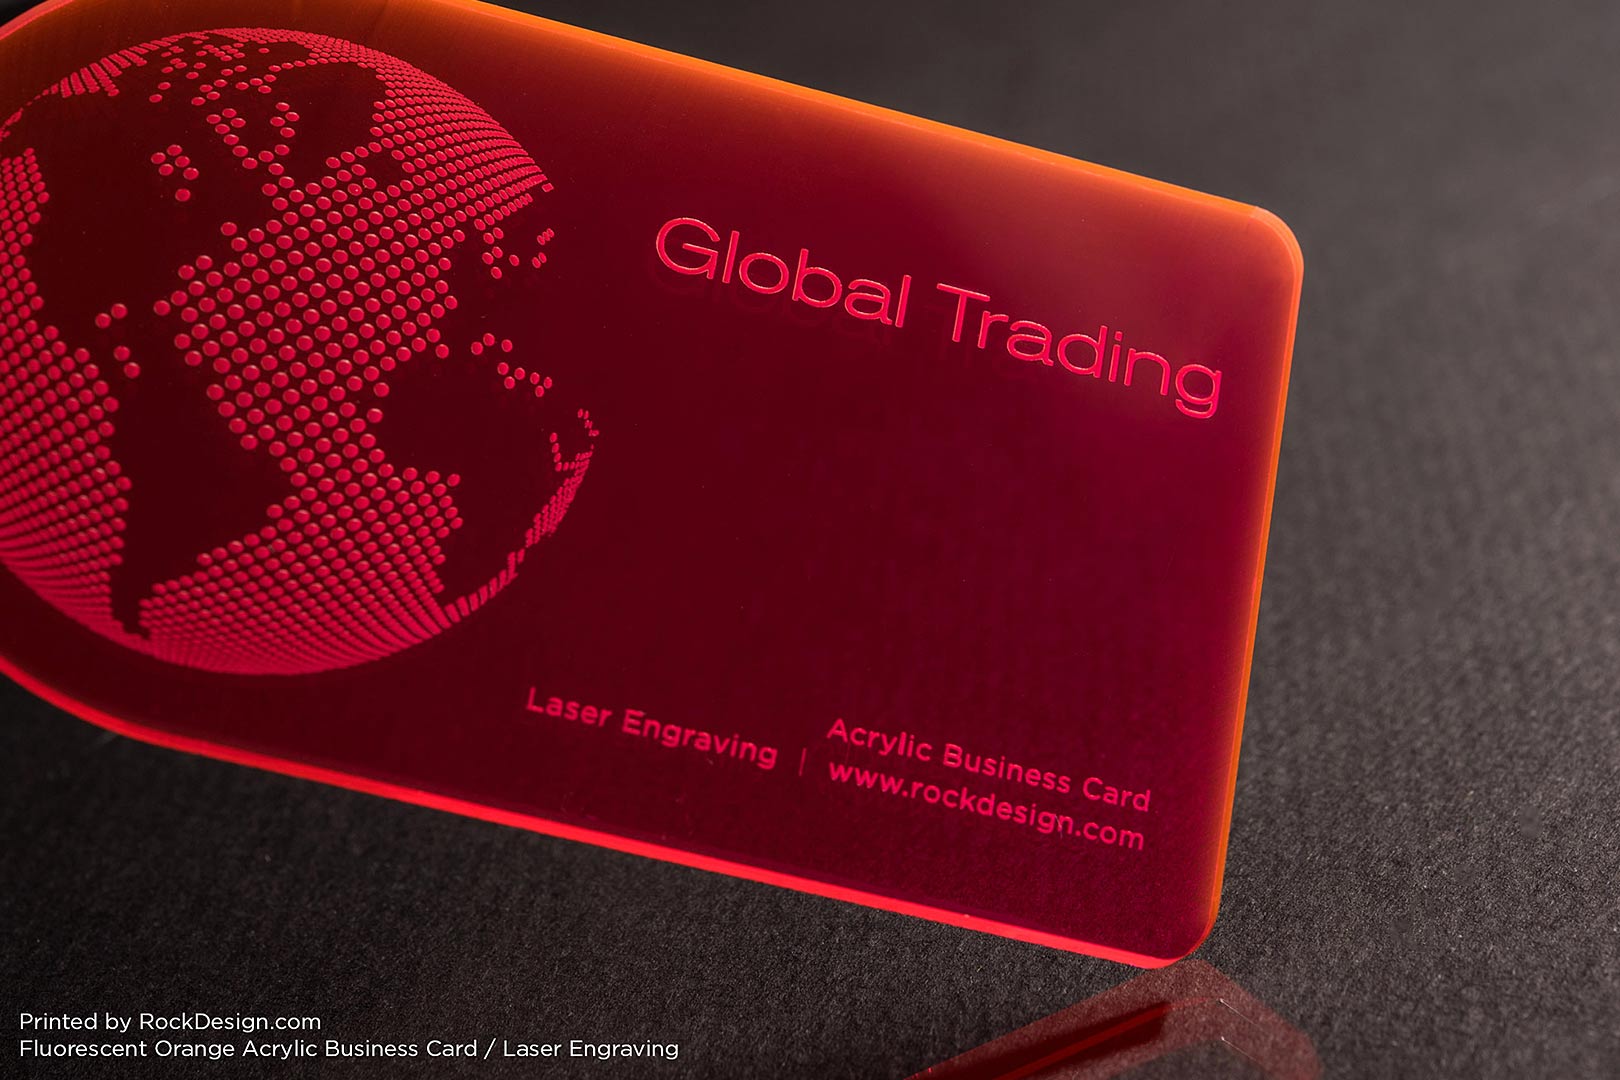 Global Trading
Laser Engraving | Acrylic Business Card
www.rockdesign.com
Printed by RockDesign.com
Fluorescent Orange Acrylic Business Card / Laser Engraving